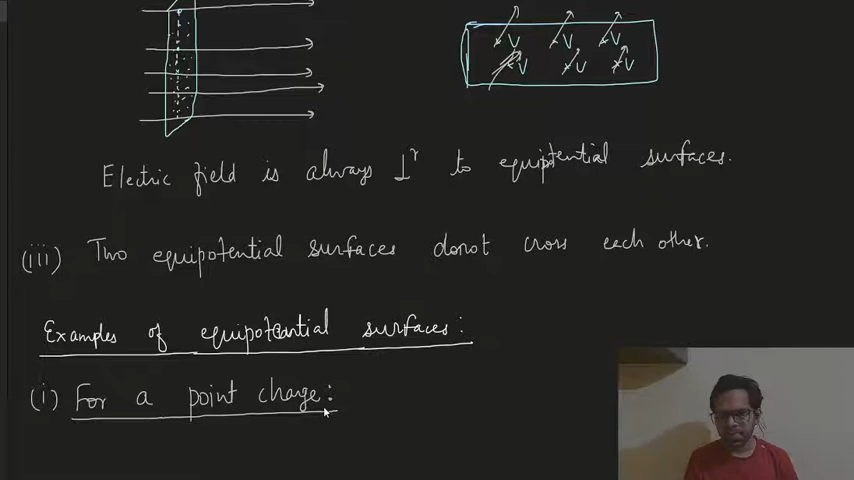 V V V
V V V
Electric field is always ⊥r to equipotential surfaces.
(iii) Two equipotential surfaces donot cross each other.
Examples of equipotential surfaces:
(i) For a point charge: